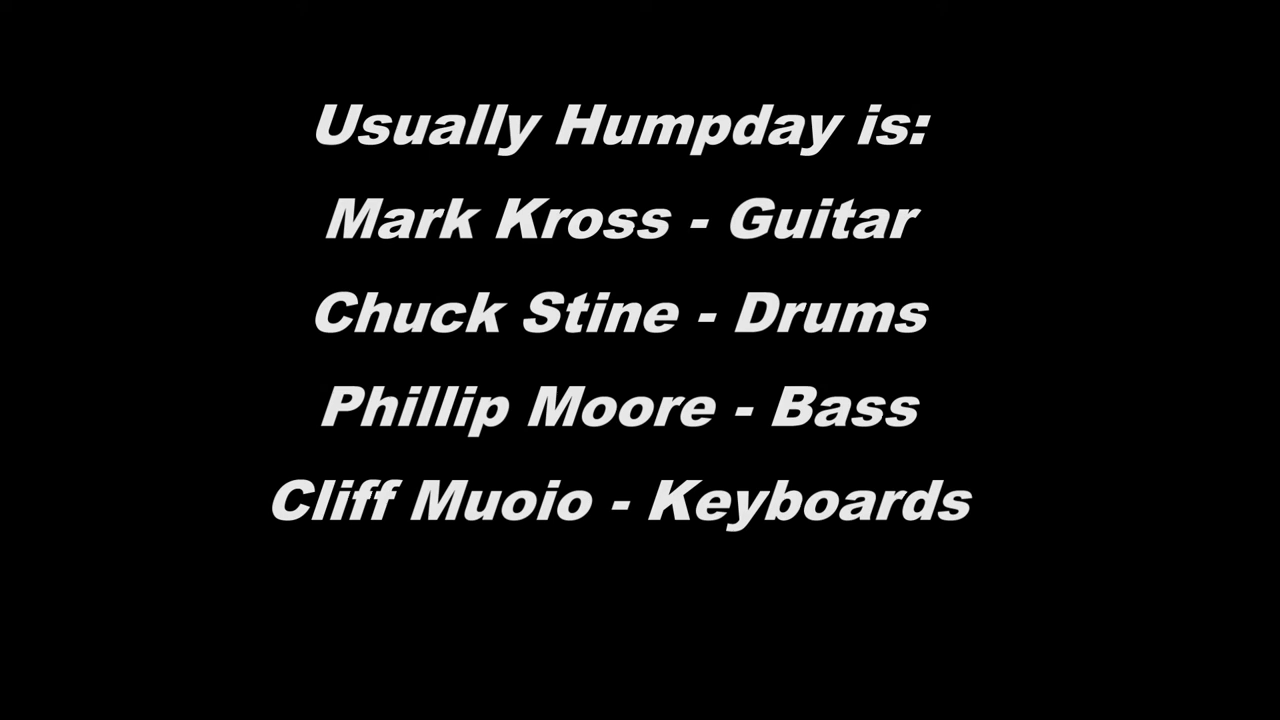 Usually Humpday is:
Mark Kross - Guitar
Chuck Stine - Drums
Phillip Moore - Bass
Cliff Muoio - Keyboards